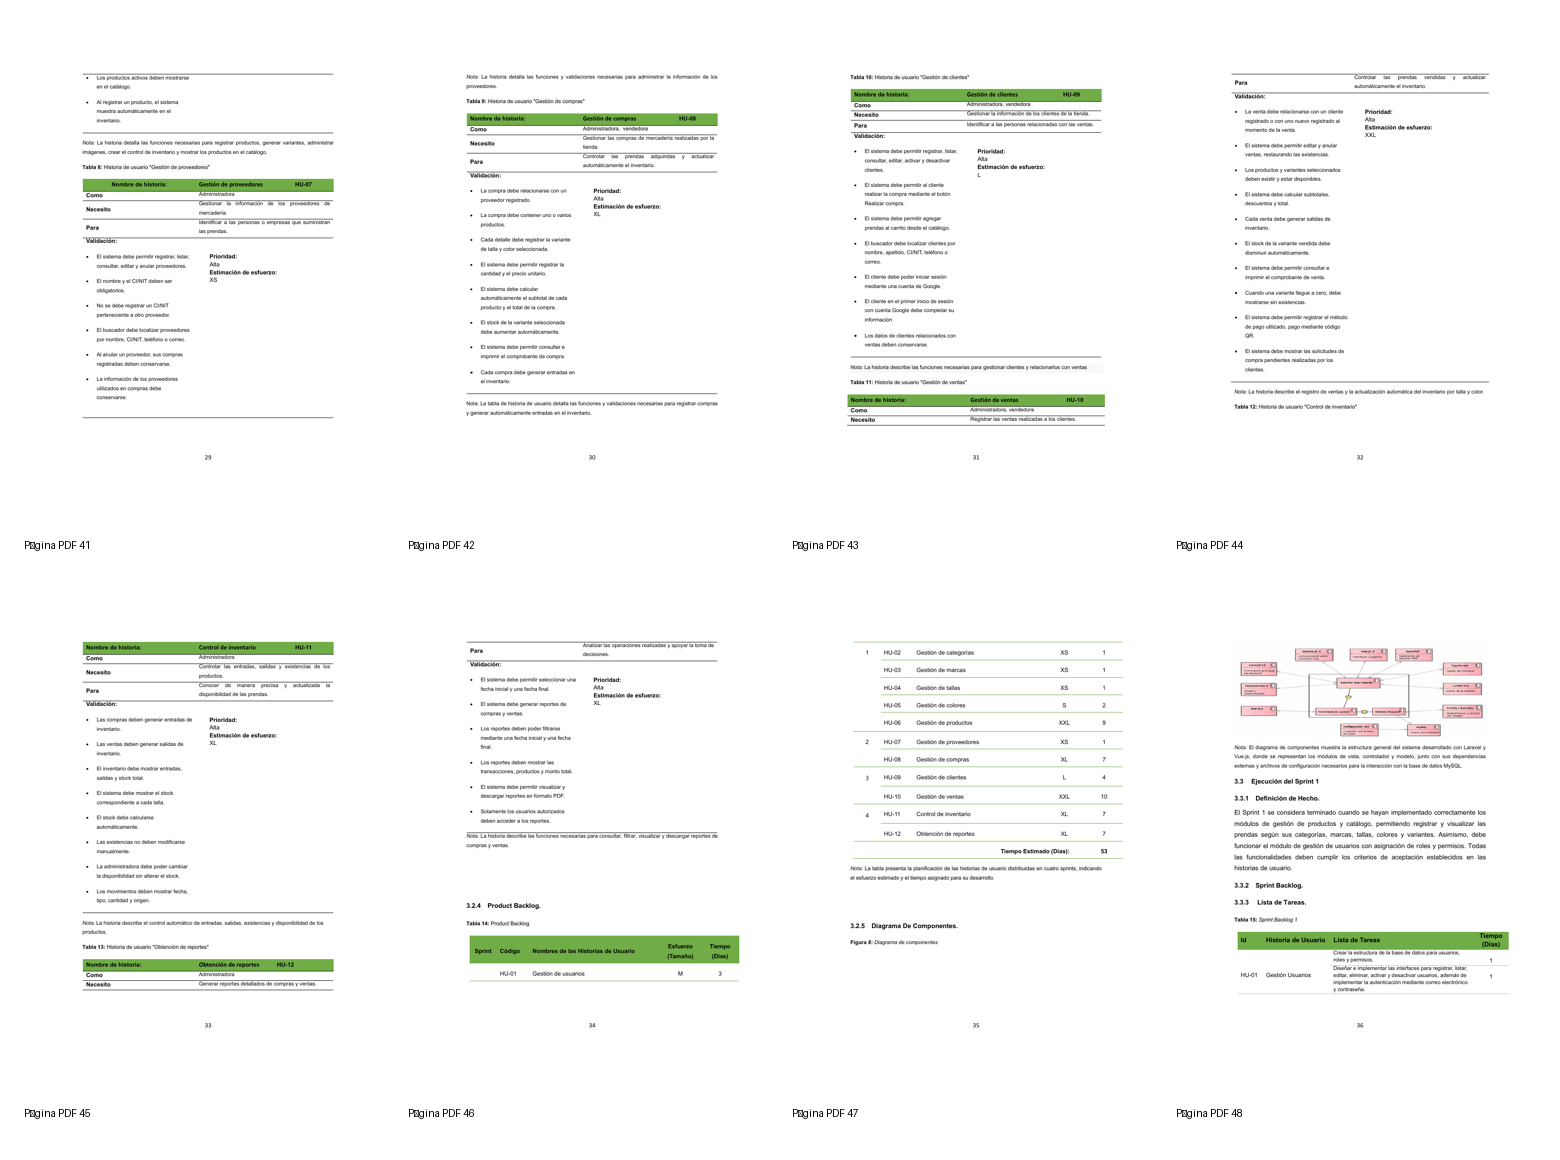 Los productos activos deben mostrarse
en el catálogo.
Al registrar un producto, el sistema
muestra automáticamente en el
inventario.
Nota: La historia detalla las funciones necesarias para registrar productos, generar variantes, administrar
imágenes, crear el control de inventario y mostrar los productos en el catálogo.
Tabla 8: Historia de usuario "Gestión de proveedores"
Nombre de historia: Gestión de proveedores HU-07
Como Administradora
Necesito Gestionar la información de los proveedores de
mercadería.
Para Identificar a las personas o empresas que suministran
las prendas.
Validación:
El sistema debe permitir registrar, listar,
consultar, editar y anular proveedores.
El nombre y el CI/NIT deben ser
obligatorios.
No se debe registrar un CI/NIT
perteneciente a otro proveedor.
El buscador debe localizar proveedores
por nombre, CI/NIT, teléfono o correo.
Al anular un proveedor, sus compras
registradas deben conservarse.
La información de los proveedores
utilizados en compras debe
conservarse.
Prioridad:
Alta
Estimación de esfuerzo:
XS
29
Página PDF 41
Nota: La historia detalla las funciones y validaciones necesarias para administrar la información de los
proveedores.
Tabla 9: Historia de usuario "Gestión de compras"
Nombre de historia: Gestión de compras HU-08
Como Administradora, vendedora
Necesito Gestionar las compras de mercadería realizadas por la
tienda.
Para Controlar las prendas adquiridas y actualizar
automáticamente el inventario.
Validación:
La compra debe relacionarse con un
proveedor registrado.
La compra debe contener uno o varios
productos.
Cada detalle debe registrar la variante
de talla y color seleccionada.
El sistema debe permitir registrar la
cantidad y el precio unitario.
El sistema debe calcular
automáticamente el subtotal de cada
producto y el total de la compra.
El stock de la variante seleccionada
debe aumentar automáticamente.
El sistema debe permitir consultar e
imprimir el comprobante de compra.
Cada compra debe generar entradas en
el inventario.
Prioridad:
Alta
Estimación de esfuerzo:
XL
Nota: La tabla de historia de usuario detalla las funciones y validaciones necesarias para registrar compras
y generar automáticamente entradas en el inventario.
30
Página PDF 42
Tabla 10: Historia de usuario "Gestión de clientes"
Nombre de historia: Gestión de clientes HU-09
Como Administradora, vendedora
Necesito Gestionar la información de los clientes de la tienda.
Para Identificar a las personas relacionadas con las ventas.
Validación:
El sistema debe permitir registrar, listar,
consultar, editar, activar y desactivar
clientes.
El sistema debe permitir al cliente
realizar la compra mediante el botón
Realizar compra.
El sistema debe permitir agregar
prendas al carrito desde el catálogo.
El buscador debe localizar clientes por
nombre, apellido, CI/NIT, teléfono o
correo.
El cliente debe poder iniciar sesión
mediante una cuenta de Google.
El cliente en el primer inicio de sesión
con cuenta Google debe completar su
información
Los datos de clientes relacionados con
ventas deben conservarse.
Prioridad:
Alta
Estimación de esfuerzo:
L
Nota: La historia describe las funciones necesarias para gestionar clientes y relacionarlos con ventas
Tabla 11: Historia de usuario "Gestión de ventas"
Nombre de historia: Gestión de ventas HU-10
Como Administradora, vendedora
Necesito Registrar las ventas realizadas a los clientes.
31
Página PDF 43
Para Controlar las prendas vendidas y actualizar
automáticamente el inventario.
Validación:
La venta debe relacionarse con un cliente
registrado o con uno nuevo registrado al
momento de la venta.
El sistema debe permitir editar y anular
ventas, restaurando las existencias.
Los productos y variantes seleccionados
deben existir y estar disponibles.
El sistema debe calcular subtotales,
descuentos y total.
Cada venta debe generar salidas de
inventario.
El stock de la variante vendida debe
disminuir automáticamente.
El sistema debe permitir consultar e
imprimir el comprobante de venta.
Cuando una variante llegue a cero, debe
mostrarse sin existencias.
El sistema debe permitir registrar el método
de pago utilizado, pago mediante código
QR.
El sistema debe mostrar las solicitudes de
compra pendientes realizadas por los
clientes.
Prioridad:
Alta
Estimación de esfuerzo:
XXL
Nota: La historia describe el registro de ventas y la actualización automática del inventario por talla y color.
Tabla 12: Historia de usuario "Control de inventario"
32
Página PDF 44
Nombre de historia: Control de inventario HU-11
Como Administradora
Necesito Controlar las entradas, salidas y existencias de los
productos.
Para Conocer de manera precisa y actualizada la
disponibilidad de las prendas.
Validación:
Las compras deben generar entradas de
inventario.
Las ventas deben generar salidas de
inventario.
El inventario debe mostrar entradas,
salidas y stock total.
El sistema debe mostrar el stock
correspondiente a cada talla.
El stock debe calcularse
automáticamente.
Las existencias no deben modificarse
manualmente.
La administradora debe poder cambiar
la disponibilidad sin alterar el stock.
Los movimientos deben mostrar fecha,
tipo, cantidad y origen.
Prioridad:
Alta
Estimación de esfuerzo:
XL
Nota: La historia describe el control automático de entradas, salidas, existencias y disponibilidad de los
productos.
Tabla 13: Historia de usuario "Obtención de reportes"
Nombre de historia: Obtención de reportes HU-12
Como Administradora
Necesito Generar reportes detallados de compras y ventas.
33
Página PDF 45
Para Analizar las operaciones realizadas y apoyar la toma de
decisiones.
Validación:
El sistema debe permitir seleccionar una
fecha inicial y una fecha final.
El sistema debe generar reportes de
compras y ventas.
Los reportes deben poder filtrarse
mediante una fecha inicial y una fecha
final.
Los reportes deben mostrar las
transacciones, productos y monto total.
El sistema debe permitir visualizar y
descargar reportes en formato PDF.
Solamente los usuarios autorizados
deben acceder a los reportes.
Prioridad:
Alta
Estimación de esfuerzo:
XL
Nota: La historia describe las funciones necesarias para consultar, filtrar, visualizar y descargar reportes de
compras y ventas.
3.2.4 Product Backlog.
Tabla 14: Product Backlog
Sprint Código Nombres de las Historias de Usuario Esfuerzo (Tamaño) Tiempo (Días)
HU-01 Gestión de usuarios M 3
34
Página PDF 46
1 HU-02 Gestión de categorías XS 1
HU-03 Gestión de marcas XS 1
HU-04 Gestión de tallas XS 1
HU-05 Gestión de colores S 2
HU-06 Gestión de productos XXL 9
2 HU-07 Gestión de proveedores XS 1
HU-08 Gestión de compras XL 7
3 HU-09 Gestión de clientes L 4
HU-10 Gestión de ventas XXL 10
4 HU-11 Control de inventario XL 7
HU-12 Obtención de reportes XL 7
Tiempo Estimado (Días): 53
Nota: La tabla presenta la planificación de las historias de usuario distribuidas en cuatro sprints, indicando
el esfuerzo estimado y el tiempo asignado para su desarrollo.
3.2.5 Diagrama De Componentes.
Figura 8: Diagrama de componentes
35
Página PDF 47
Nota: El diagrama de componentes muestra la estructura general del sistema desarrollado con Laravel y
Vue.js, donde se representan los módulos de vista, controlador y modelo, junto con sus dependencias
externas y archivos de configuración necesarios para la interacción con la base de datos MySQL.
3.3 Ejecución del Sprint 1
3.3.1 Definición de Hecho.
El Sprint 1 se considera terminado cuando se hayan implementado correctamente los
módulos de gestión de productos y catálogo, permitiendo registrar y visualizar las
prendas según sus categorías, marcas, tallas, colores y variantes. Asimismo, debe
funcionar el módulo de gestión de usuarios con asignación de roles y permisos. Todas
las funcionalidades deben cumplir los criterios de aceptación establecidos en las
historias de usuario.
3.3.2 Sprint Backlog.
3.3.3 Lista de Tareas.
Tabla 15: Sprint Backlog 1
Id Historia de Usuario Lista de Tareas Tiempo (Días)
Crear la estructura de la base de datos para usuarios,
roles y permisos. 1
HU-01 Gestión Usuarios Diseñar e implementar las interfaces para registrar, listar,
editar, eliminar, activar y desactivar usuarios, además de
implementar la autenticación mediante correo electrónico
y contraseña. 1
36
Página PDF 48